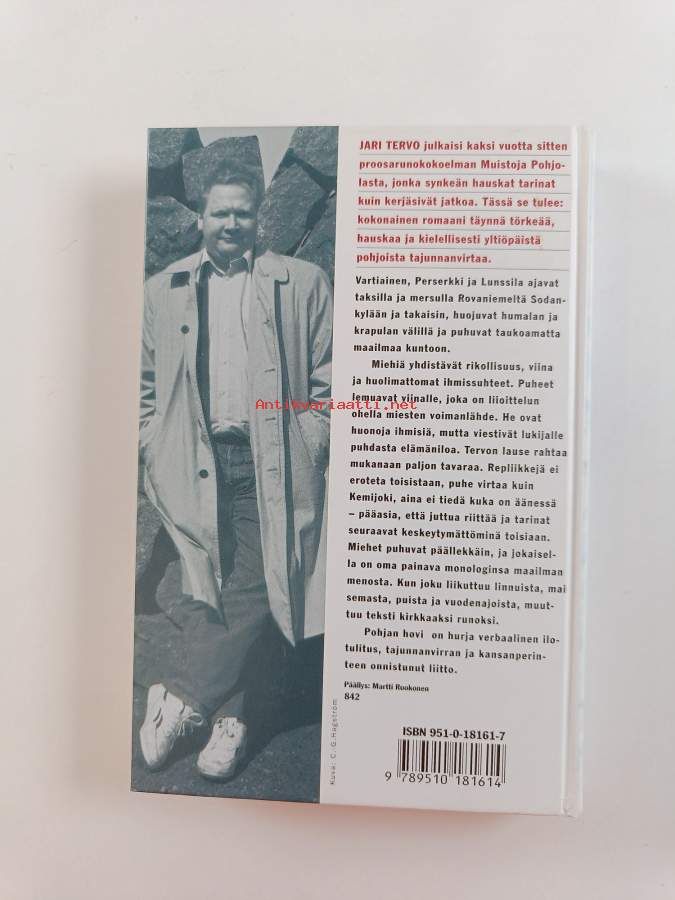 JARI TERVO julkaisi kaksi vuotta sitten
proosarunokokoelman Muistoja Pohjo-
lasta, jonka synkeän hauskat tarinat
kuin kerjäsivät jatkoa. Tässä se tulee:
kokonainen romaani täynnä törkeää,
hauskaa ja kielellisesti yltiöpäistä
pohjoista tajunnanvirtaa.
Vartiainen, Perserkki ja Lunssila ajavat
taksilla ja mersulla Rovaniemeltä Sodan-
kylään ja takaisin, huojuvat humalan ja
krapulan välillä ja puhuvat taukoamatta
maailmaa kuntoon.
Miehiä yhdistävät rikollisuus, viina
ja huolimattomat ihmissuhteet. Puheet
lemuavat viinalle, joka on liioittelun
ohella miesten voimanlähde. He ovat
huonoja ihmisiä, mutta viestivät lukijalle
puhdasta elämäniloa. Tervon lause rahtaa
mukanaan paljon tavaraa. Repliikkejä ei
eroteta toisistaan, puhe virtaa kuin
Kemijoki, aina ei tiedä kuka on äänessä
– pääasia, että juttua riittää ja tarinat
seuraavat keskeytymättöminä toisiaan.
Miehet puhuvat päällekkäin, ja jokaisel-
la on oma painava monologinsa maailman
menosta. Kun joku liikuttuu linnuista, mai
semasta, puista ja vuodenajoista, muut-
tuu teksti kirkkaaksi runoksi.
Pohjan hovi on hurja verbaalinen ilo-
tulitus, tajunnanvirran ja kansanperin-
teen onnistunut liitto.
Päällys: Martti Ruokonen
842
ISBN 951-0-18161-7
9 789510 181614
Kuva: C.-G. Hagström
Antikvariaatti.net